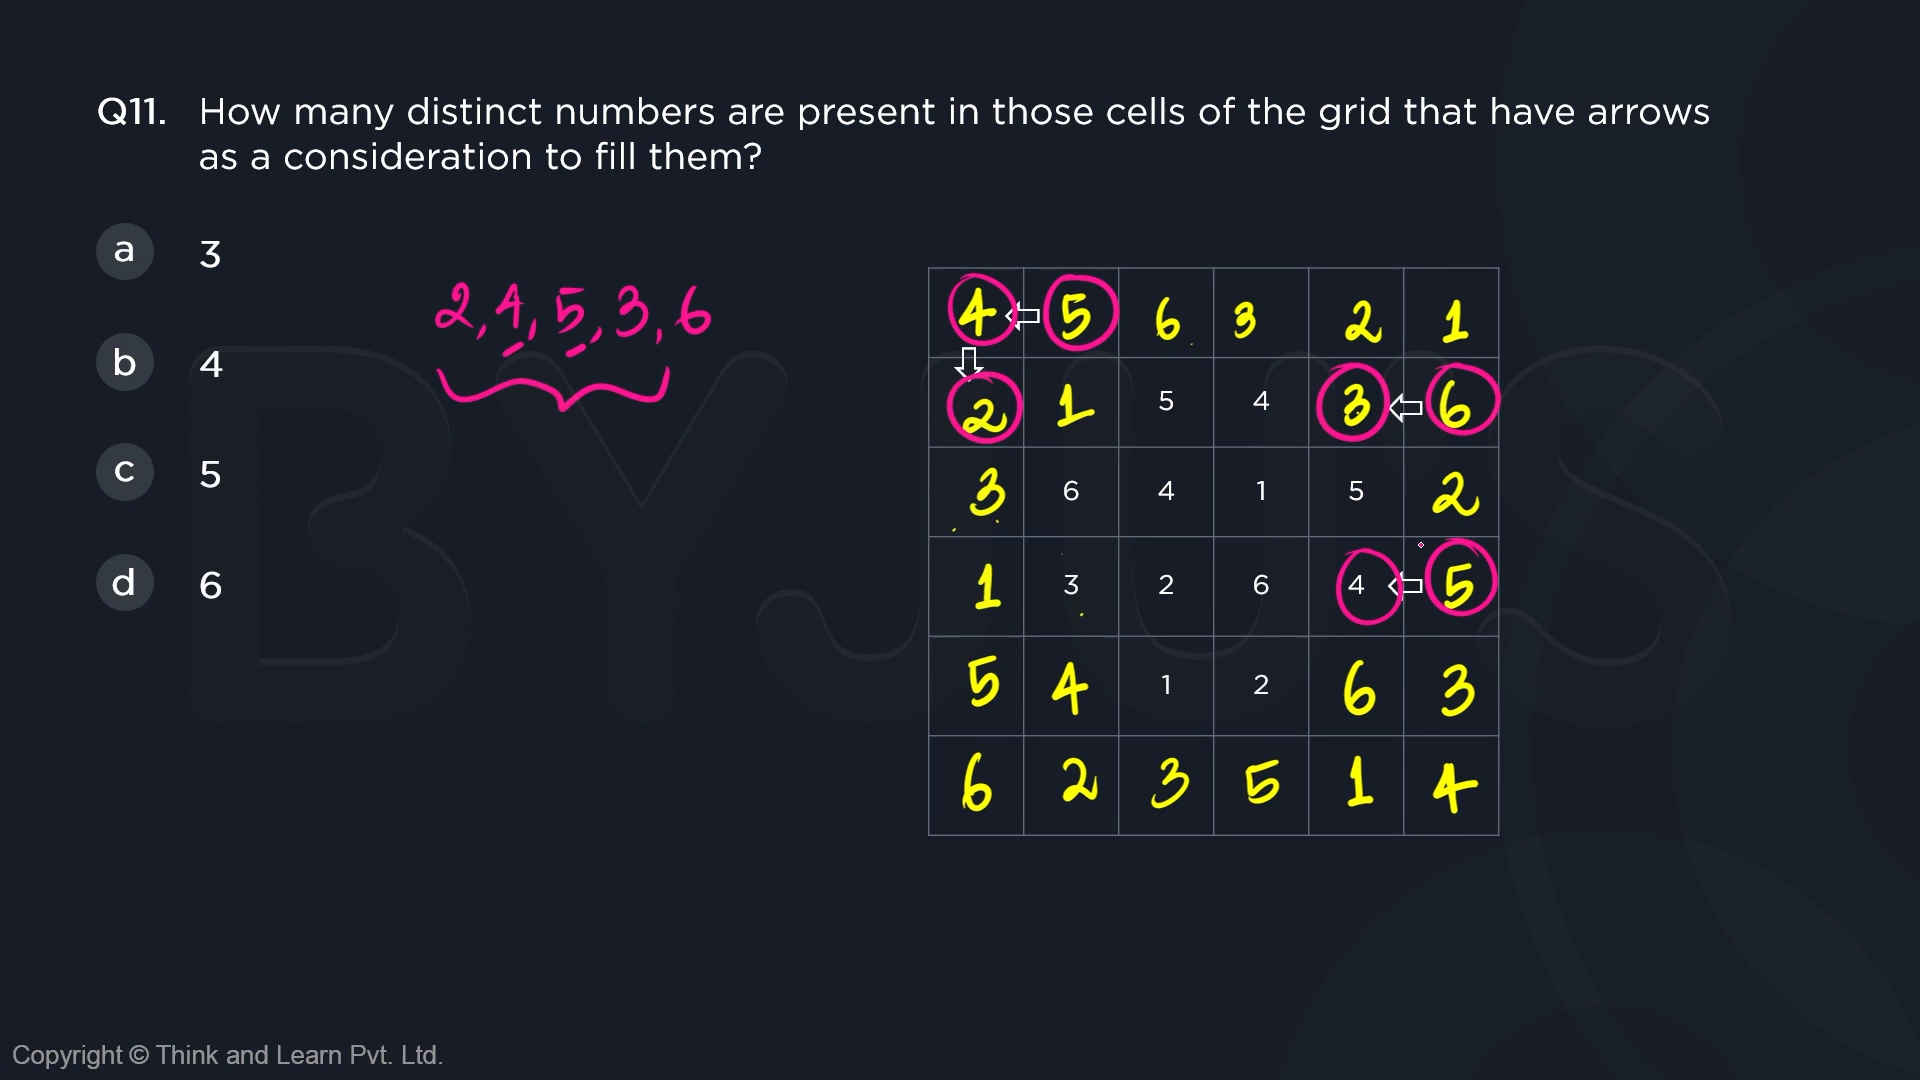 Q11. How many distinct numbers are present in those cells of the grid that have arrows
as a consideration to fill them?
a 3
b 4
c 5
d 6
2, 4, 5, 3, 6
4 5 6 3 2 1
2 1 5 4 3 6
3 6 4 1 5 2
1 3 2 6 4 5
5 4 1 2 6 3
6 2 3 5 1 4
BYJU'S
Copyright © Think and Learn Pvt. Ltd.